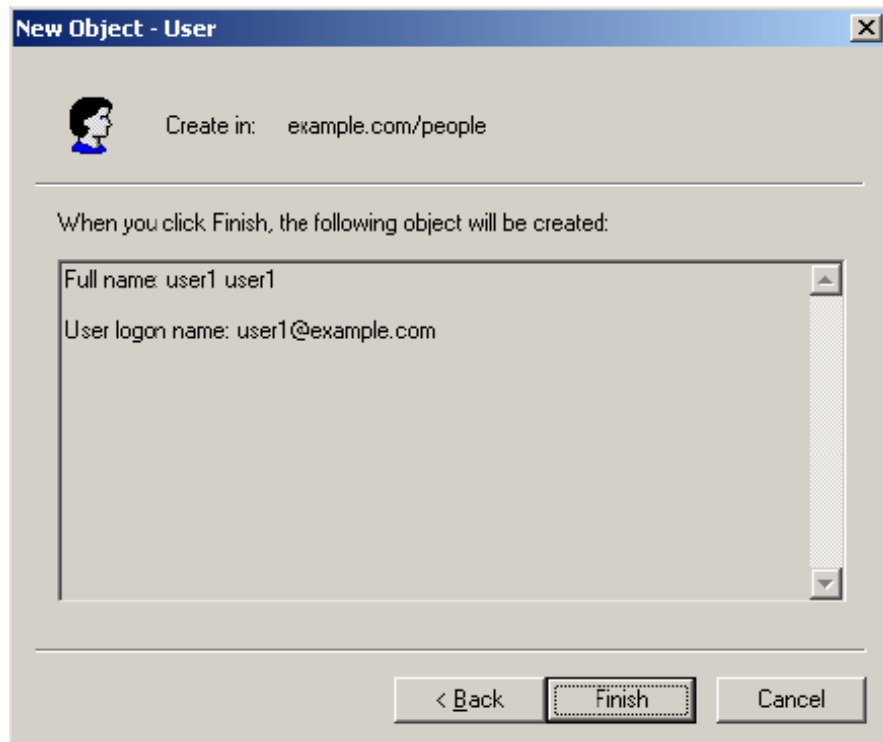 New Object - User
Create in: example.com/people
When you click Finish, the following object will be created:
Full name: user1 user1
User logon name: user1@example.com
< Back Finish Cancel